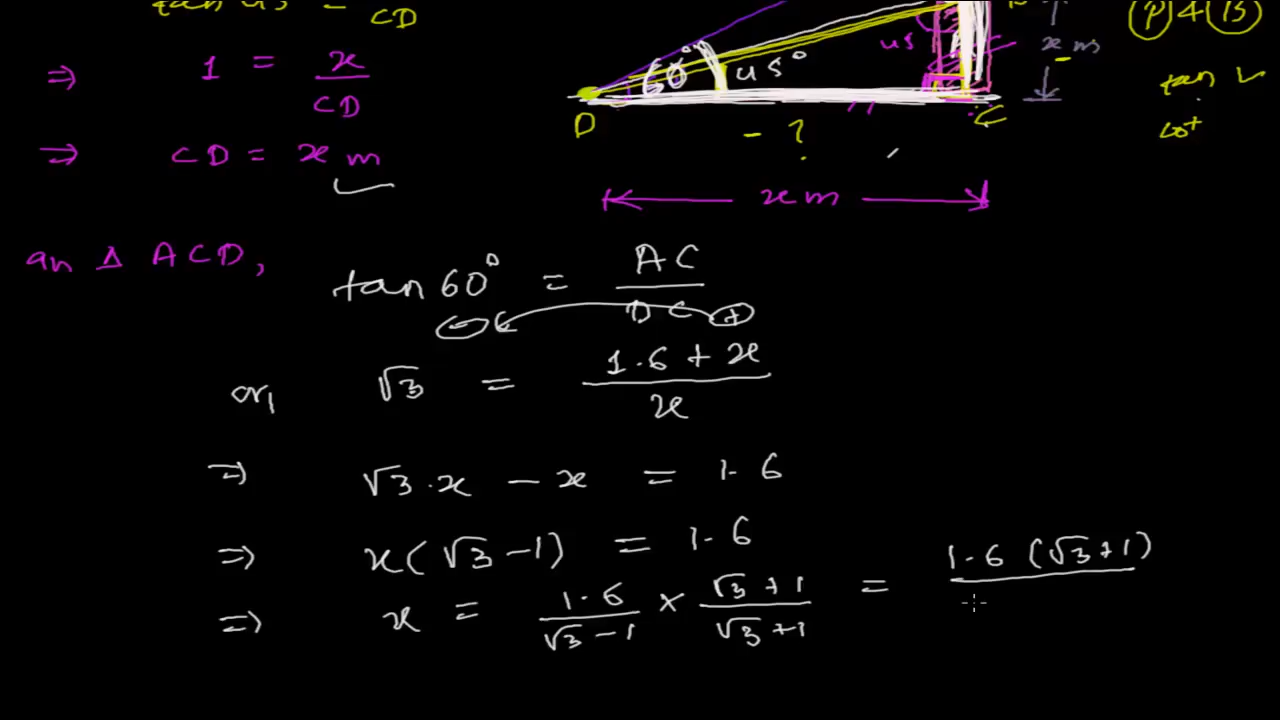 CD
⇒ 1 = x / CD
⇒ CD = x m
60° 45°
x m
P 4 B
tan
cot
D - ? C
x m
In Δ ACD,
tan 60° = AC / DC
- +
or, √3 = 1.6 + x / x
⇒ √3.x - x = 1.6
⇒ x(√3 - 1) = 1.6
⇒ x = 1.6 / √3 - 1 × √3 + 1 / √3 + 1 = 1.6 (√3 + 1)